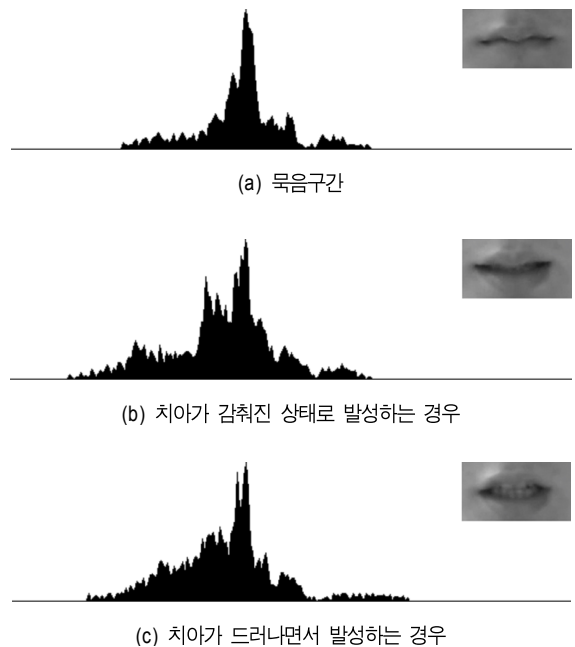 (a) 묵음구간
(b) 치아가 감춰진 상태로 발성하는 경우
(c) 치아가 드러나면서 발성하는 경우